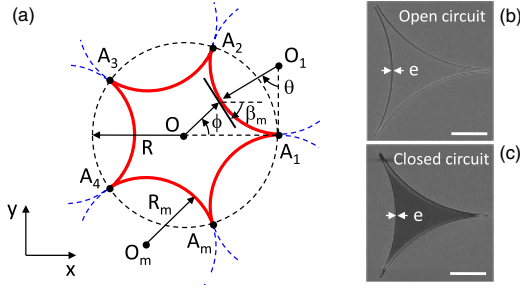 (a)
A₃
A₂
O₁
θ
βₘ
O
ϕ
A₁
R
A₄
Rₘ
Aₘ
Oₘ
y
x
(b)
Open circuit
e
(c)
Closed circuit
e